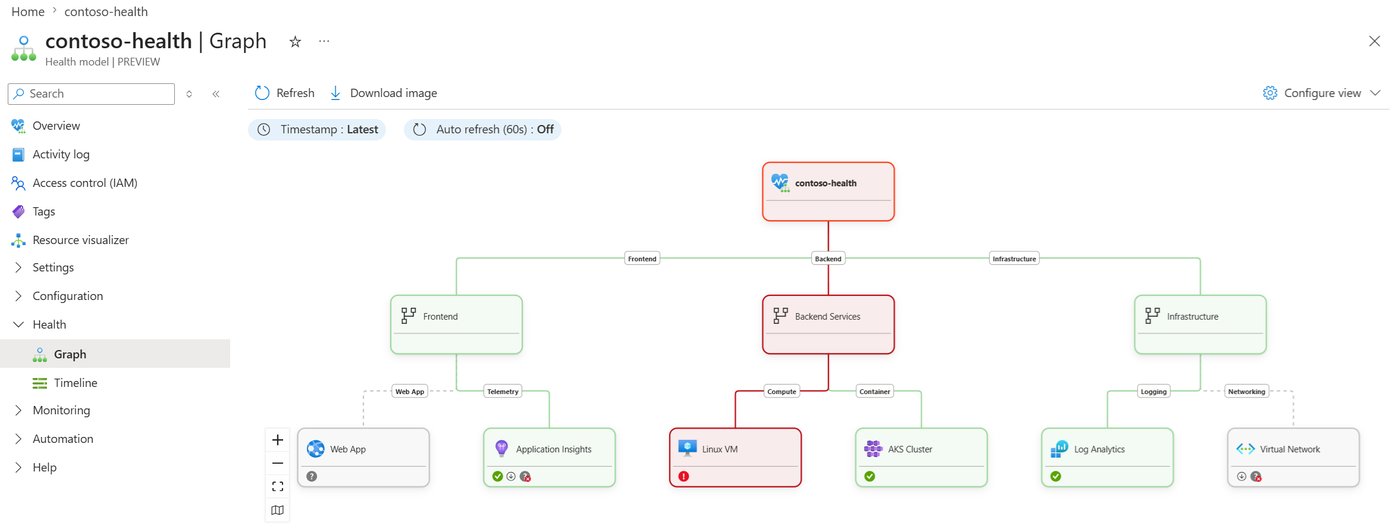 Home > contoso-health
contoso-health | Graph
Health model | PREVIEW
Search
Refresh
Download image
Configure view
Overview
Activity log
Access control (IAM)
Tags
Resource visualizer
Settings
Configuration
Health
Graph
Timeline
Monitoring
Automation
Help
Timestamp : Latest
Auto refresh (60s) : Off
contoso-health
Frontend
Backend
Infrastructure
Frontend
Backend Services
Infrastructure
Web App
Telemetry
Compute
Container
Logging
Networking
Web App
Application Insights
Linux VM
AKS Cluster
Log Analytics
Virtual Network